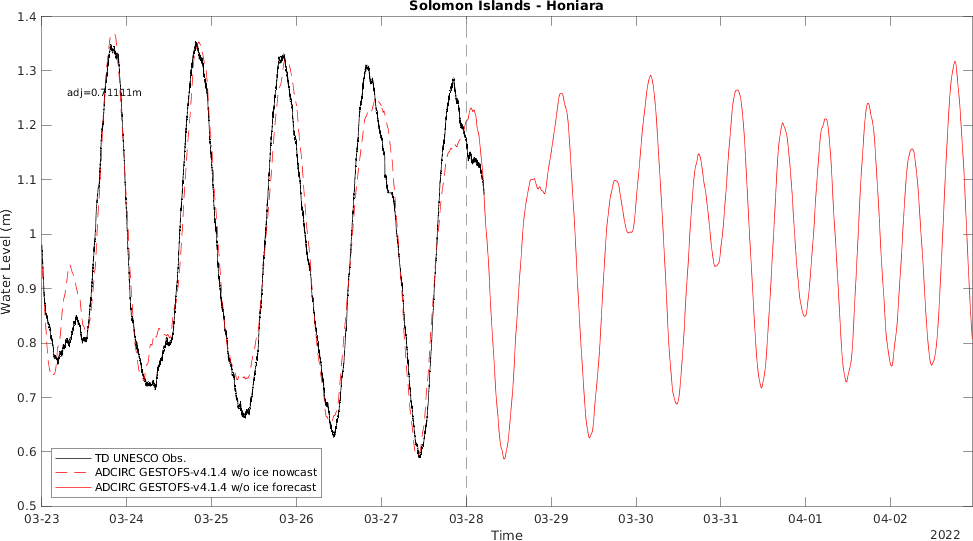 Solomon Islands - Honiara
1.4
1.3
1.2
1.1
1
0.9
0.8
0.7
0.6
0.5
Water Level (m)
adj=0.71111m
TD UNESCO Obs.
ADCIRC GESTOFS-v4.1.4 w/o ice nowcast
ADCIRC GESTOFS-v4.1.4 w/o ice forecast
03-23 03-24 03-25 03-26 03-27 03-28 03-29 03-30 03-31 04-01 04-02
Time
2022